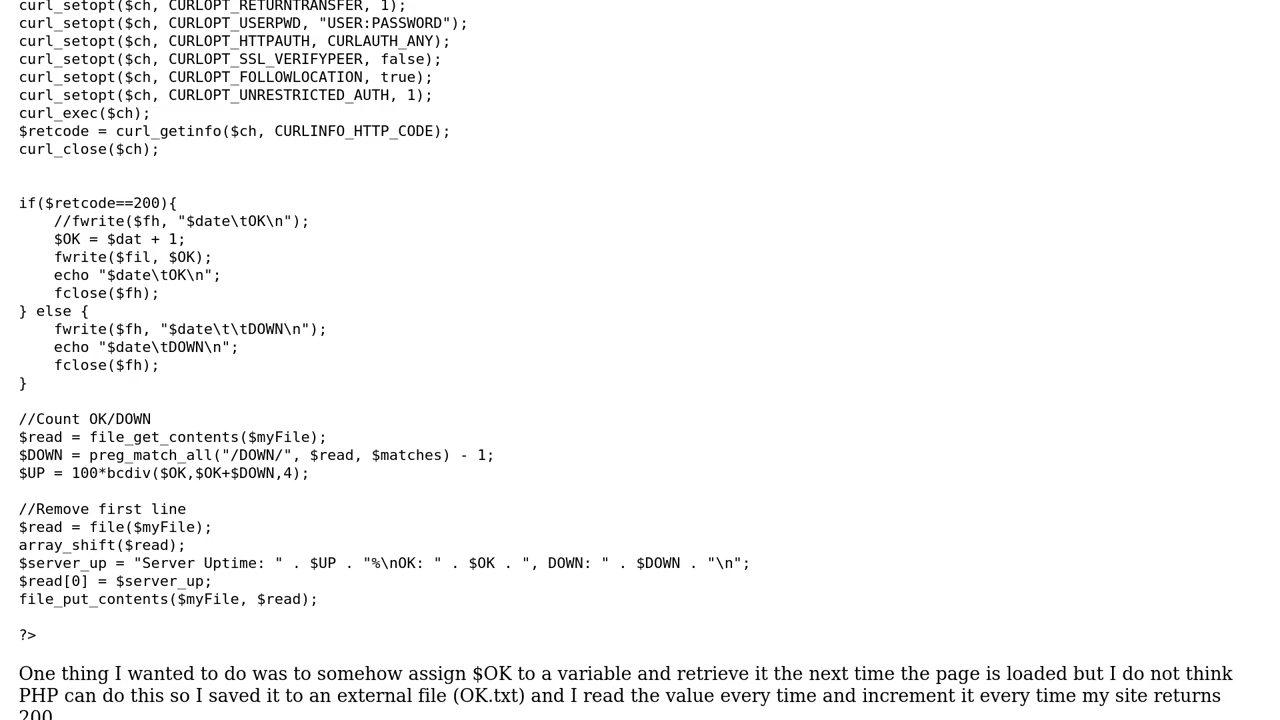 curl_setopt($ch, CURLOPT_RETURNTRANSFER, 1);
curl_setopt($ch, CURLOPT_USERPWD, "USER:PASSWORD");
curl_setopt($ch, CURLOPT_HTTPAUTH, CURLAUTH_ANY);
curl_setopt($ch, CURLOPT_SSL_VERIFYPEER, false);
curl_setopt($ch, CURLOPT_FOLLOWLOCATION, true);
curl_setopt($ch, CURLOPT_UNRESTRICTED_AUTH, 1);
curl_exec($ch);
$retcode = curl_getinfo($ch, CURLINFO_HTTP_CODE);
curl_close($ch);
if($retcode==200){
    //fwrite($fh, "$date\tOK\n");
    $OK = $dat + 1;
    fwrite($fil, $OK);
    echo "$date\tOK\n";
    fclose($fh);
} else {
    fwrite($fh, "$date\t\tDOWN\n");
    echo "$date\tDOWN\n";
    fclose($fh);
}
//Count OK/DOWN
$read = file_get_contents($myFile);
$DOWN = preg_match_all("/DOWN/", $read, $matches) - 1;
$UP = 100*bcdiv($OK,$OK+$DOWN,4);
//Remove first line
$read = file($myFile);
array_shift($read);
$server_up = "Server Uptime: " . $UP . "%\nOK: " . $OK . ", DOWN: " . $DOWN . "\n";
$read[0] = $server_up;
file_put_contents($myFile, $read);
?>
One thing I wanted to do was to somehow assign $OK to a variable and retrieve it the next time the page is loaded but I do not think
PHP can do this so I saved it to an external file (OK.txt) and I read the value every time and increment it every time my site returns
200